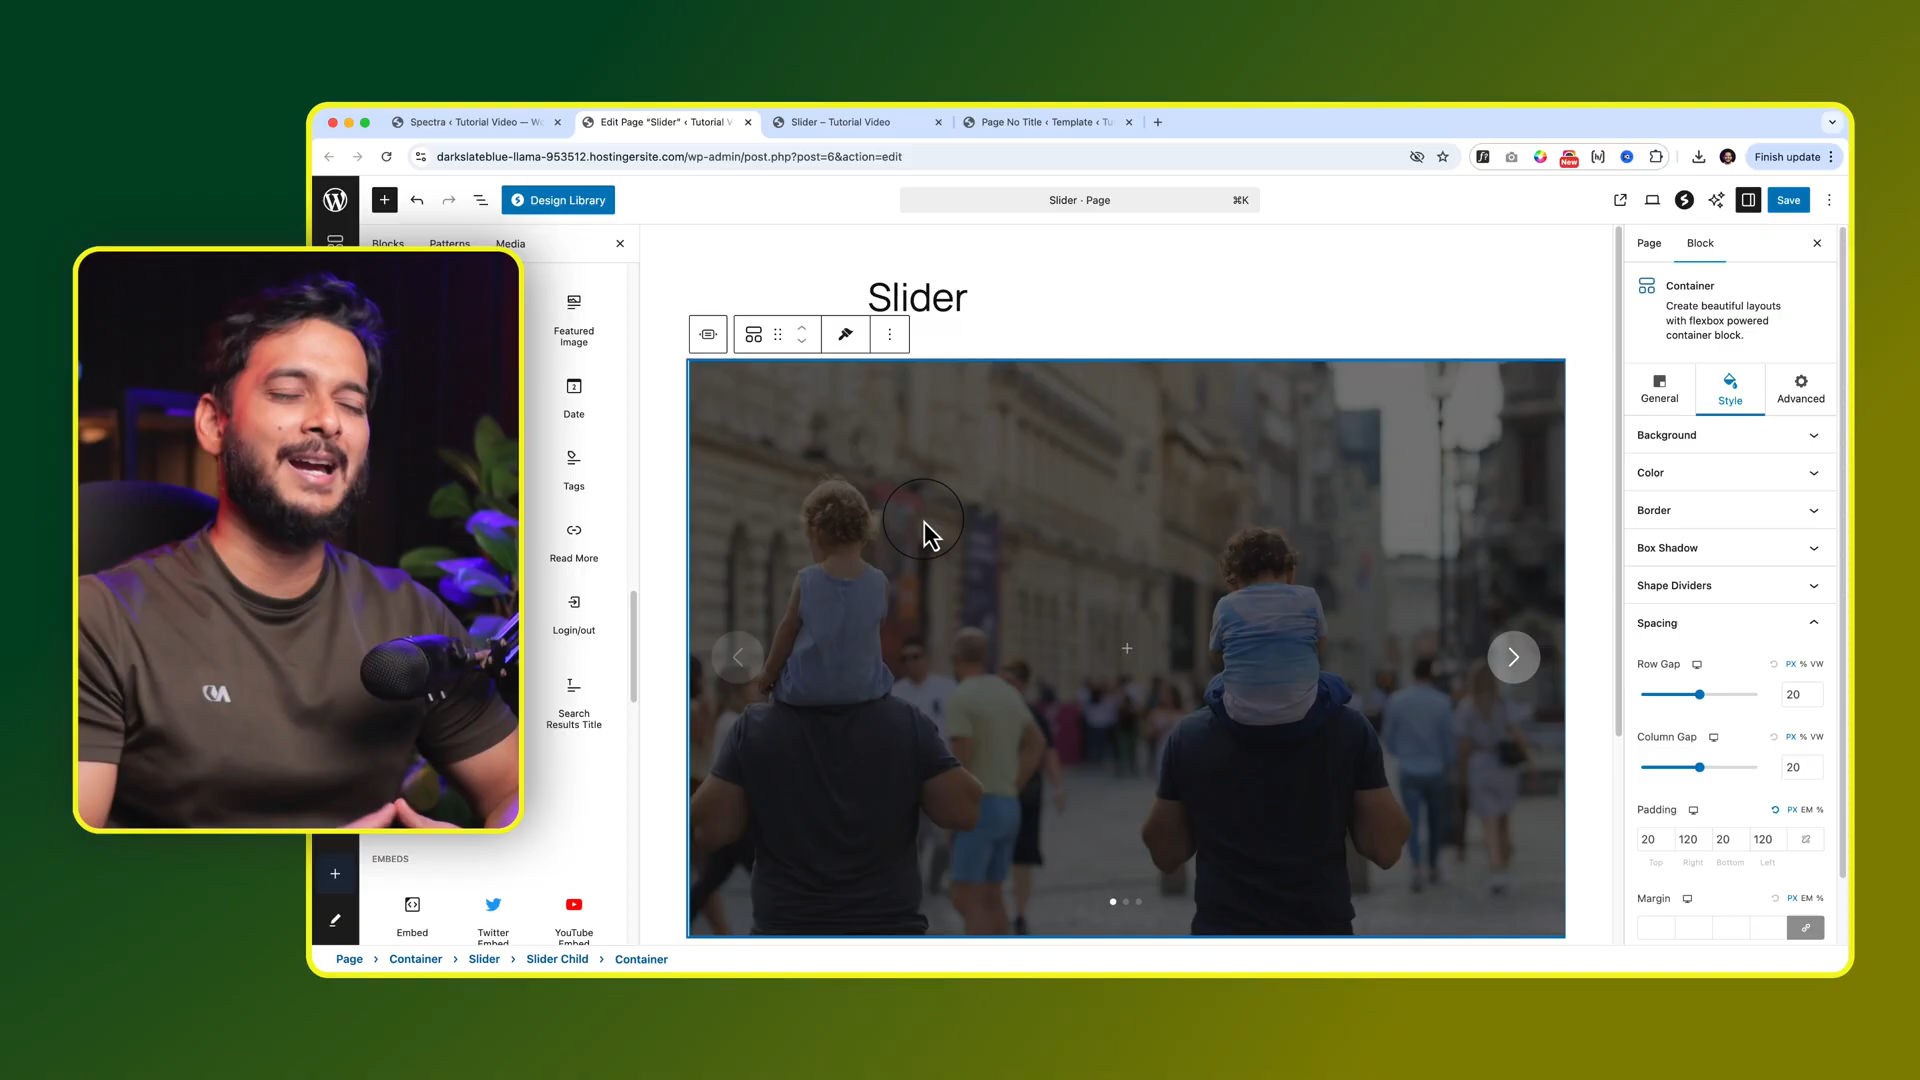 Spectra ‹ Tutorial Video — Wo
Edit Page “Slider” ‹ Tutorial V
Slider – Tutorial Video
Page No Title ‹ Template ‹ Tu
darkslateblue-llama-953512.hostingersite.com/wp-admin/post.php?post=6&action=edit
New
Finish update
Design Library
Slider · Page
⌘K
Save
Blocks
Patterns
Media
Page
Block
Slider
Container
Create beautiful layouts
with flexbox powered
container block.
General
Style
Advanced
Featured
Image
Date
Tags
Read More
Login/out
Search
Results Title
EMBEDS
Embed
Twitter
Embed
YouTube
Embed
Background
Color
Border
Box Shadow
Shape Dividers
Spacing
Row Gap
PX % VW
20
Column Gap
PX % VW
20
Padding
PX EM %
20 120 20 120
Top Right Bottom Left
Margin
PX EM %
Page › Container › Slider › Slider Child › Container